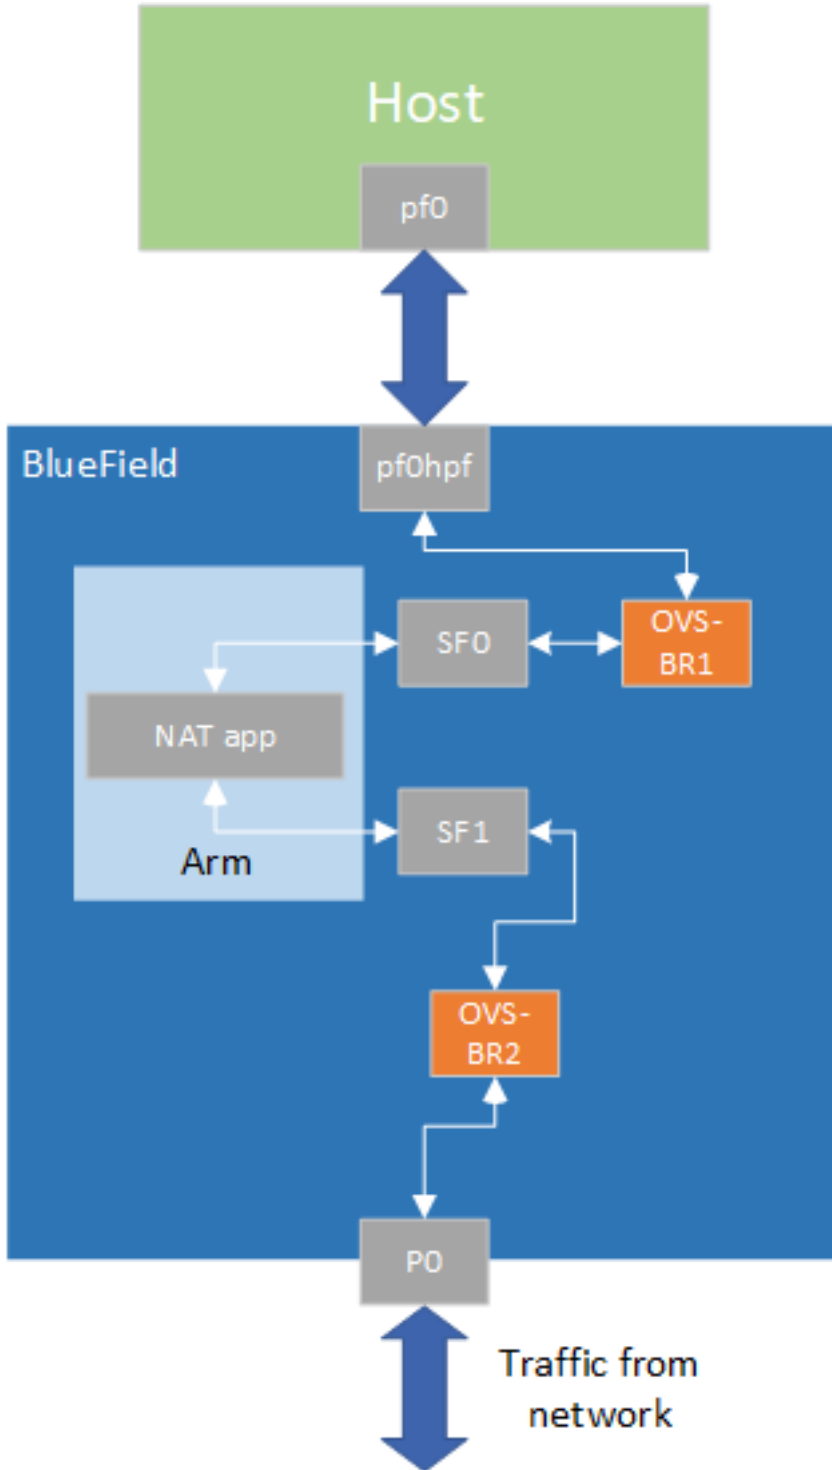 Host
pf0
BlueField
pf0hpf
SF0
OVS-
BR1
NAT app
SF1
Arm
OVS-
BR2
P0
Traffic from
network